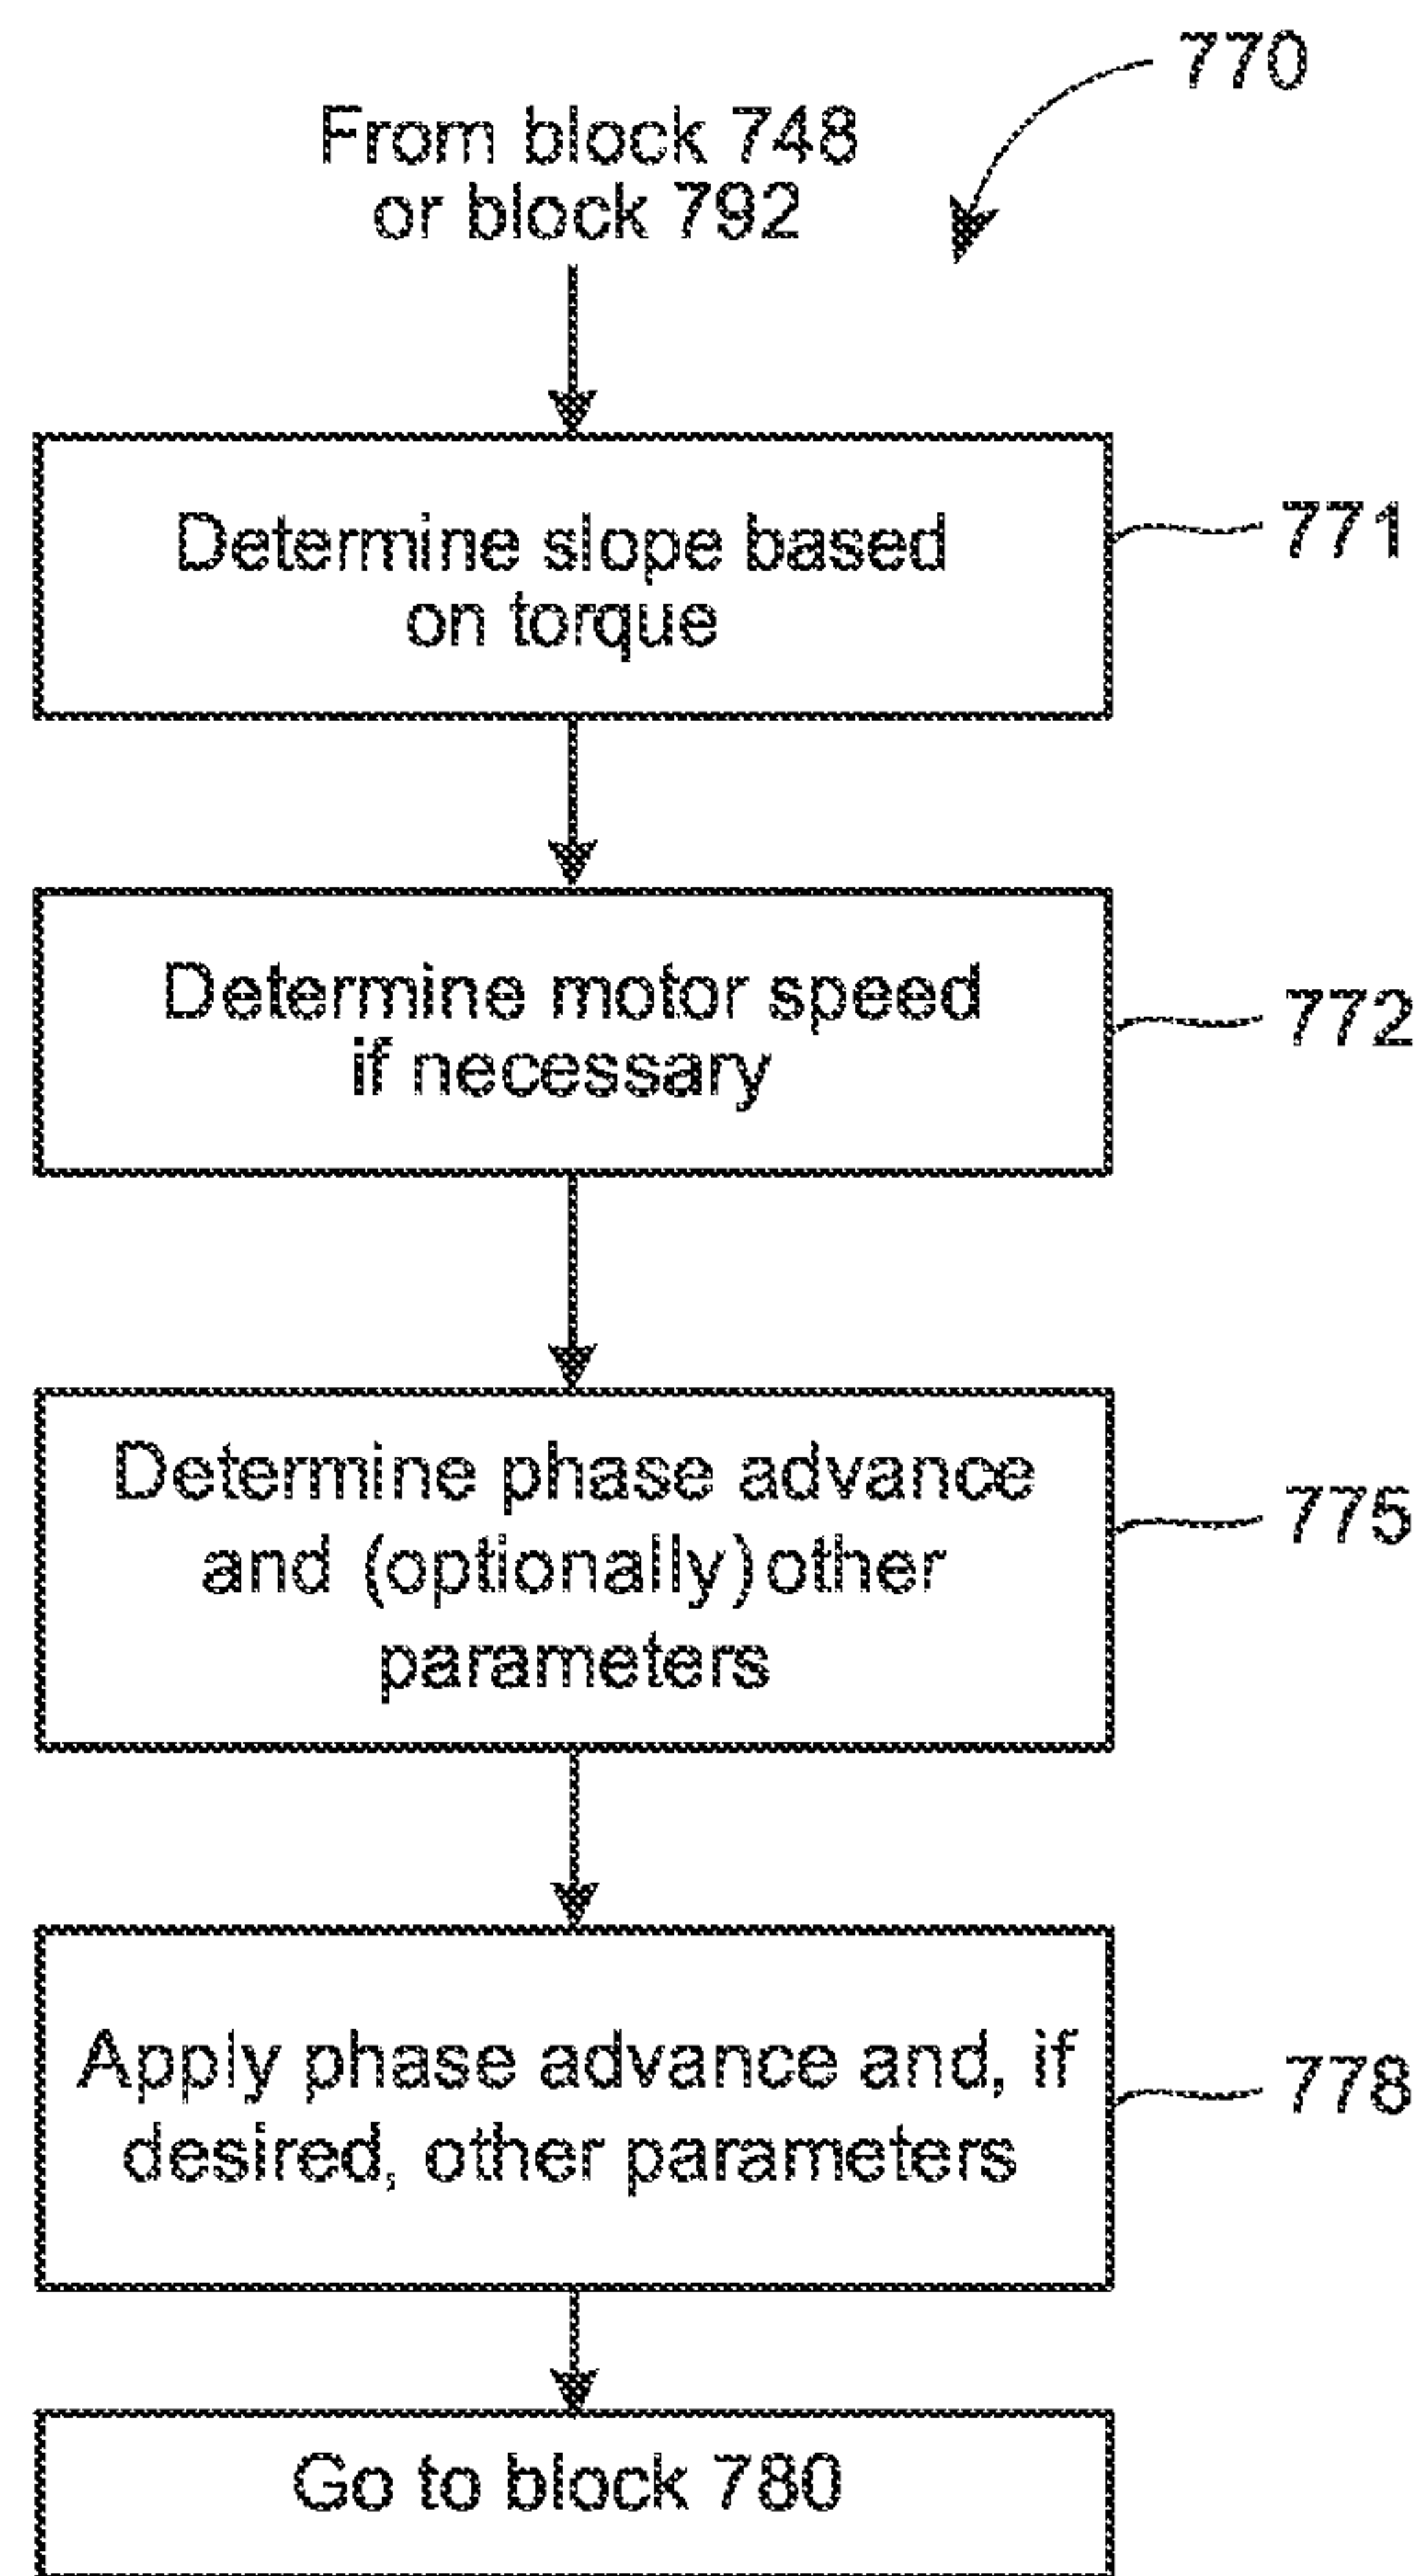 770
From block 748
or block 792
Determine slope based
on torque
771
Determine motor speed
if necessary
772
Determine phase advance
and (optionally) other
parameters
775
Apply phase advance and, if
desired, other parameters
778
Go to block 780